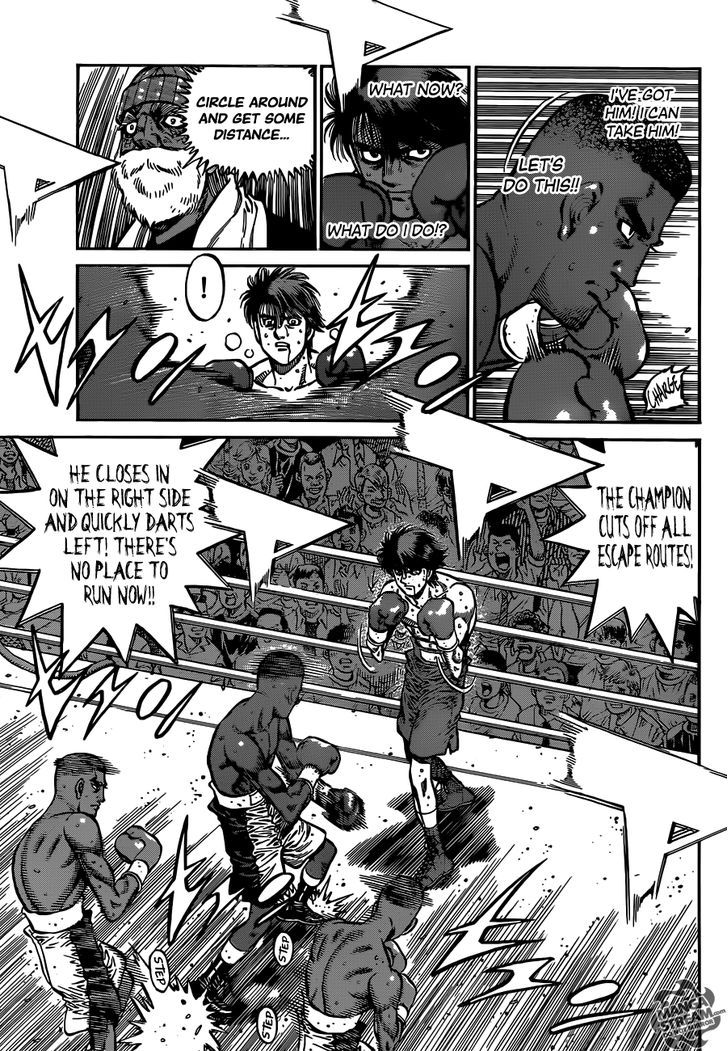 I'VE GOT
HIM! I CAN
TAKE HIM!
LET'S
DO THIS!!
CHARGE
WHAT NOW?
WHAT DO I DO!?
CIRCLE AROUND
AND GET SOME
DISTANCE...
!
THE CHAMPION
CUTS OFF ALL
ESCAPE ROUTES!
HE CLOSES IN
ON THE RIGHT SIDE
AND QUICKLY DARTS
LEFT! THERE'S
NO PLACE TO
RUN NOW!!
STEP
STEP
STEP
STEP
MANGA
STREAM